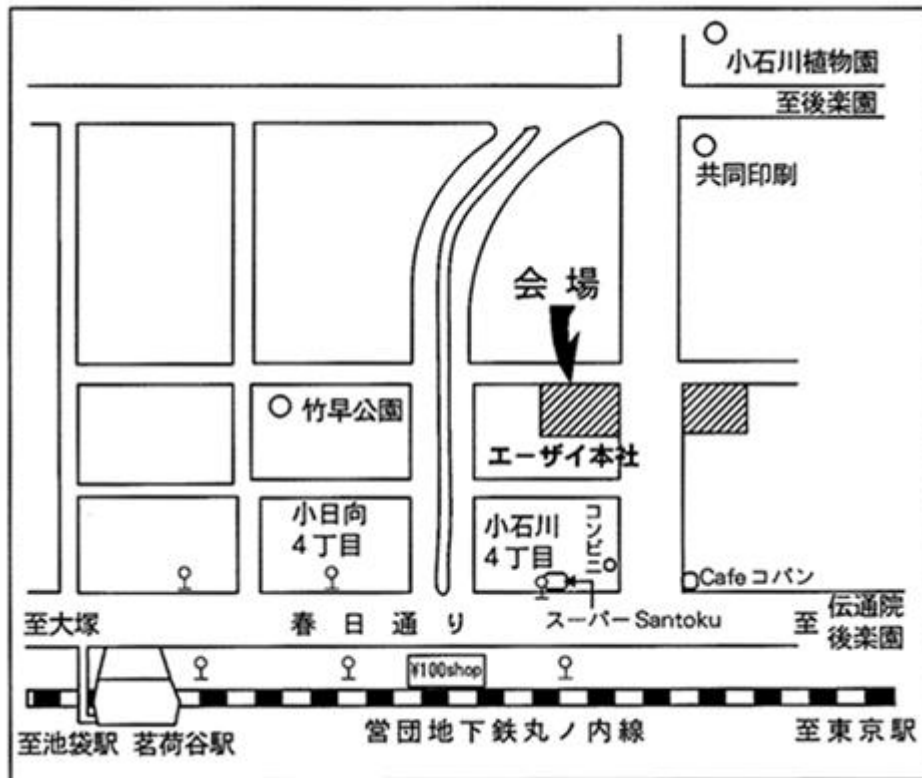 小石川植物園
至後楽園
共同印刷
会場
竹早公園
エーザイ本社
小日向
4丁目
小石川
4丁目
コンビニ
Cafeコバン
至大塚
春日通り
スーパーSantoku
至 伝通院
後楽園
¥100shop
営団地下鉄丸ノ内線
至池袋駅
茗荷谷駅
至東京駅